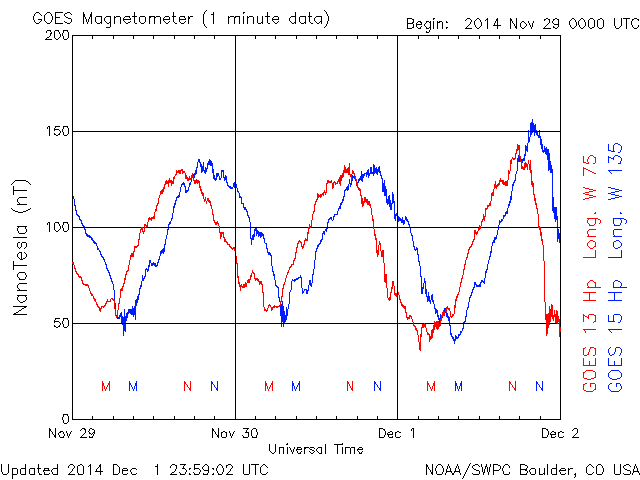 GOES Magnetometer (1 minute data)
Begin: 2014 Nov 29 0000 UTC
200
150
100
50
0
NanoTesla (nT)
M M N N M M N N M M N N
Nov 29 Nov 30 Dec 1 Dec 2
Universal Time
GOES 13 Hp Long. W 75
GOES 15 Hp Long. W 135
Updated 2014 Dec 1 23:59:02 UTC
NOAA/SWPC Boulder, CO USA